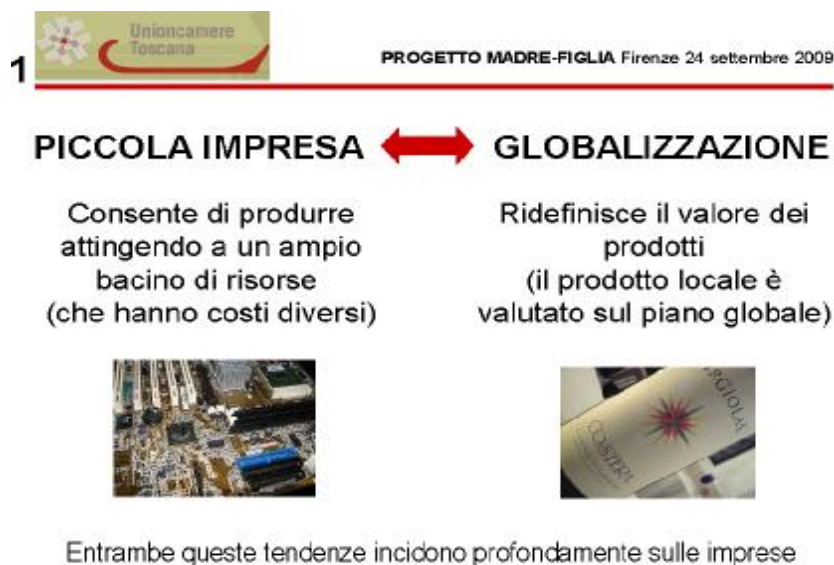 1
Unioncamere
Toscana
PROGETTO MADRE-FIGLIA Firenze 24 settembre 2009
PICCOLA IMPRESA
GLOBALIZZAZIONE
Consente di produrre
attingendo a un ampio
bacino di risorse
(che hanno costi diversi)
Ridefinisce il valore dei
prodotti
(il prodotto locale è
valutato sul piano globale)
COSTERA
Entrambe queste tendenze incidono profondamente sulle imprese